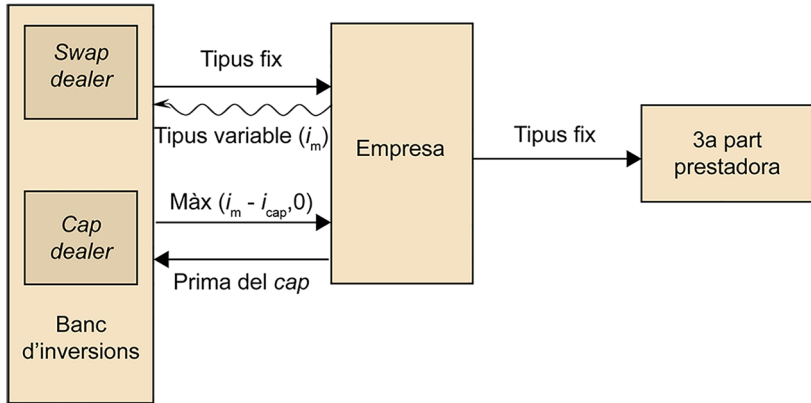 Swap
dealer
Tipus fix
Tipus variable (im)
Empresa
Tipus fix
3a part
prestadora
Màx (im - icap,0)
Cap
dealer
Prima del cap
Banc
d'inversions